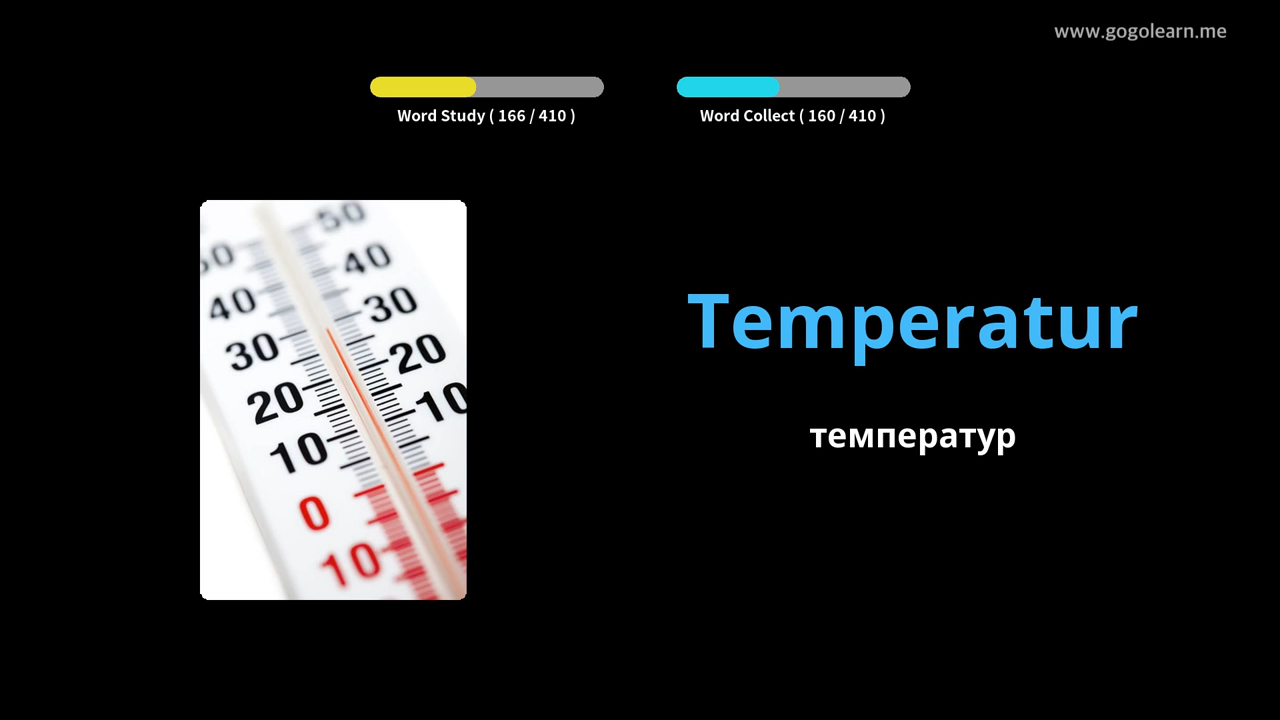 www.gogolearn.me
Word Study ( 166 / 410 )
Word Collect ( 160 / 410 )
50
40
40
30
30
20
20
10
10
0
10
Temperatur
температур